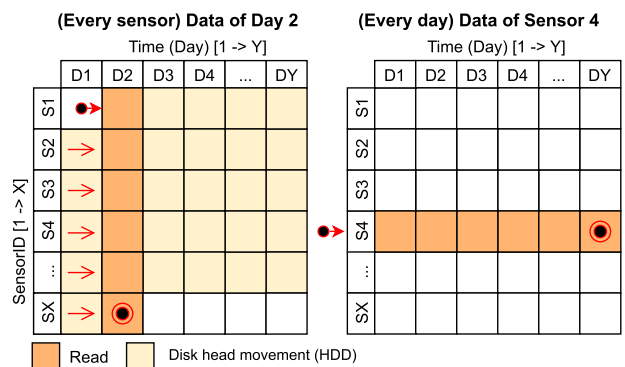 (Every sensor) Data of Day 2
Time (Day) [1 -> Y]
D1 D2 D3 D4 ... DY
SensorID [1 -> X]
S1
S2
S3
S4
...
SX
(Every day) Data of Sensor 4
Time (Day) [1 -> Y]
D1 D2 D3 D4 ... DY
S1
S2
S3
S4
...
SX
Read
Disk head movement (HDD)